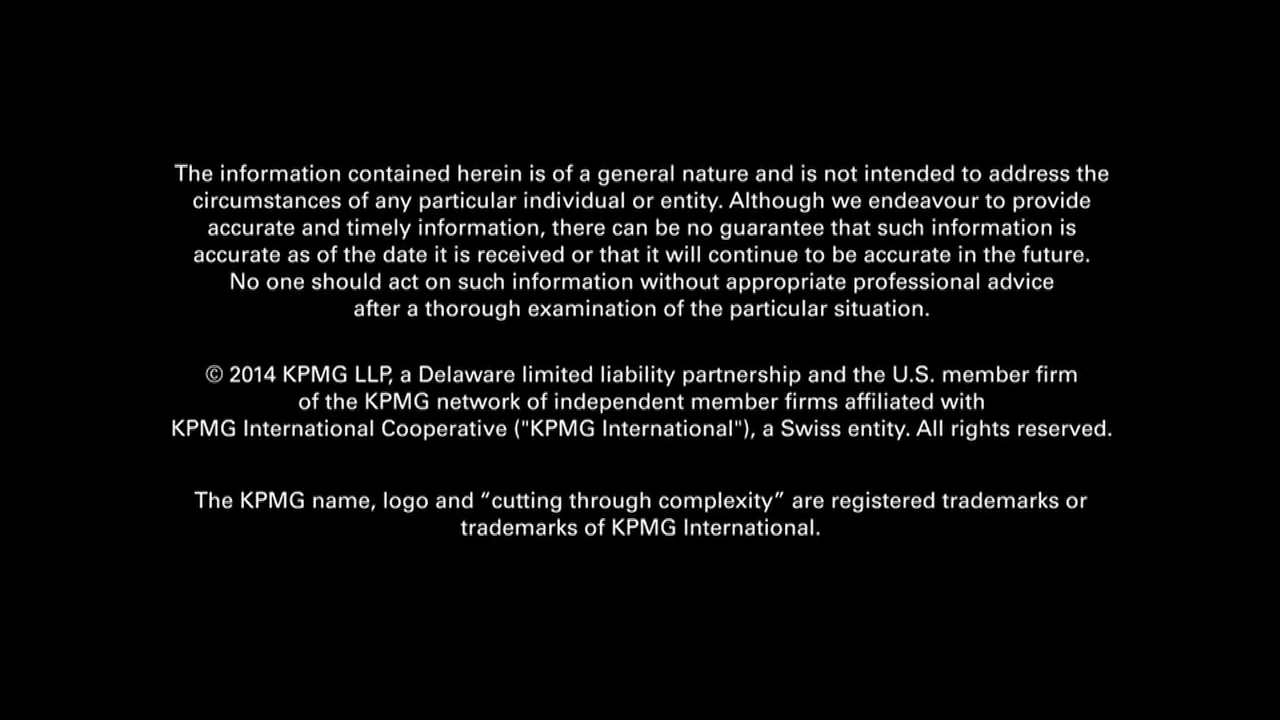 The information contained herein is of a general nature and is not intended to address the
circumstances of any particular individual or entity. Although we endeavour to provide
accurate and timely information, there can be no guarantee that such information is
accurate as of the date it is received or that it will continue to be accurate in the future.
No one should act on such information without appropriate professional advice
after a thorough examination of the particular situation.
© 2014 KPMG LLP, a Delaware limited liability partnership and the U.S. member firm
of the KPMG network of independent member firms affiliated with
KPMG International Cooperative ("KPMG International"), a Swiss entity. All rights reserved.
The KPMG name, logo and “cutting through complexity” are registered trademarks or
trademarks of KPMG International.